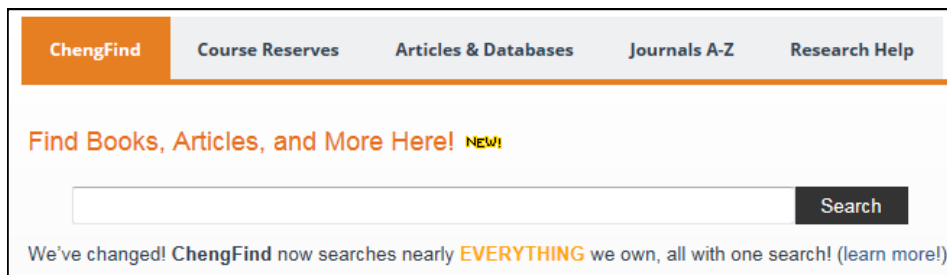 ChengFind Course Reserves Articles & Databases Journals A-Z Research Help
Find Books, Articles, and More Here! NEW!
Search
We've changed! ChengFind now searches nearly EVERYTHING we own, all with one search! (learn more!)